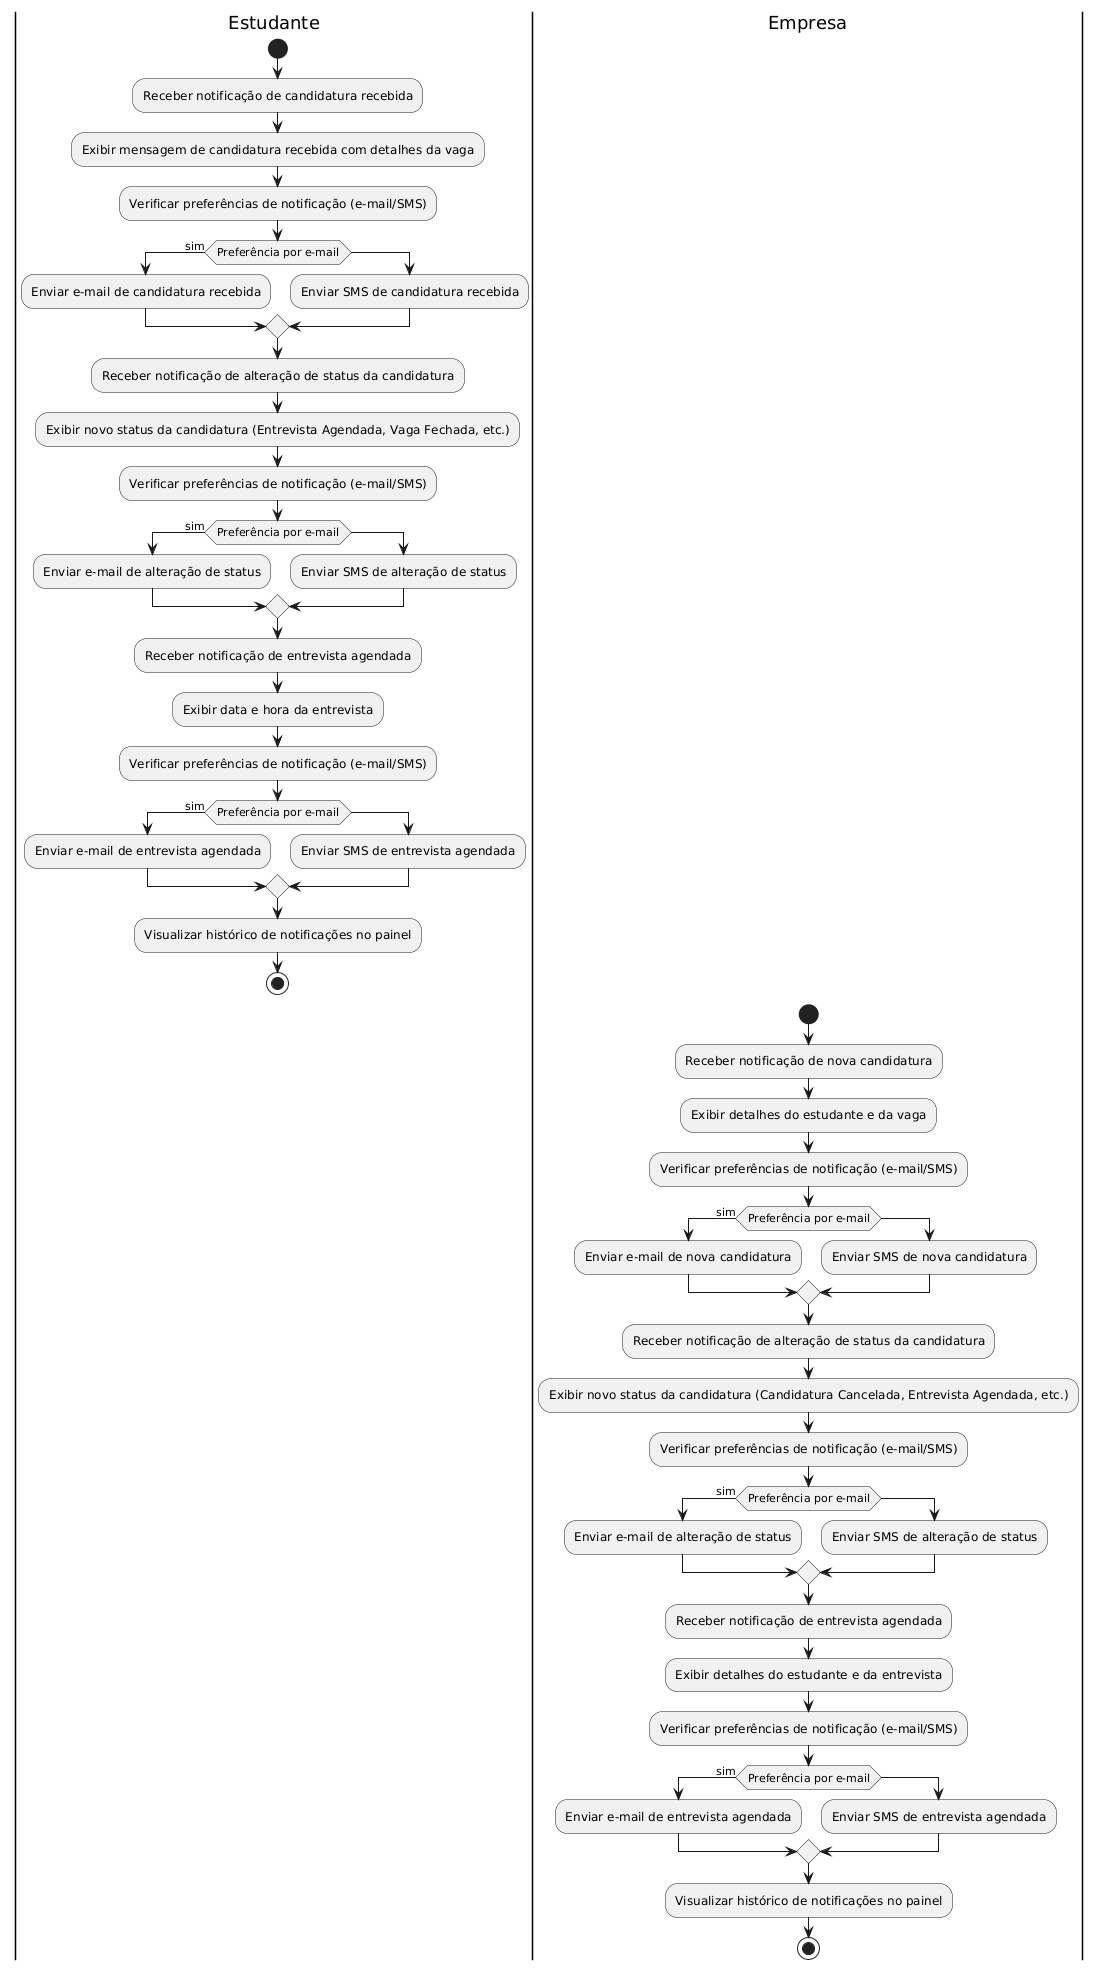 Estudante
Empresa
Receber notificação de candidatura recebida
Exibir mensagem de candidatura recebida com detalhes da vaga
Verificar preferências de notificação (e-mail/SMS)
sim
Preferência por e-mail
Enviar e-mail de candidatura recebida
Enviar SMS de candidatura recebida
Receber notificação de alteração de status da candidatura
Exibir novo status da candidatura (Entrevista Agendada, Vaga Fechada, etc.)
Verificar preferências de notificação (e-mail/SMS)
sim
Preferência por e-mail
Enviar e-mail de alteração de status
Enviar SMS de alteração de status
Receber notificação de entrevista agendada
Exibir data e hora da entrevista
Verificar preferências de notificação (e-mail/SMS)
sim
Preferência por e-mail
Enviar e-mail de entrevista agendada
Enviar SMS de entrevista agendada
Visualizar histórico de notificações no painel
Receber notificação de nova candidatura
Exibir detalhes do estudante e da vaga
Verificar preferências de notificação (e-mail/SMS)
sim
Preferência por e-mail
Enviar e-mail de nova candidatura
Enviar SMS de nova candidatura
Receber notificação de alteração de status da candidatura
Exibir novo status da candidatura (Candidatura Cancelada, Entrevista Agendada, etc.)
Verificar preferências de notificação (e-mail/SMS)
sim
Preferência por e-mail
Enviar e-mail de alteração de status
Enviar SMS de alteração de status
Receber notificação de entrevista agendada
Exibir detalhes do estudante e da entrevista
Verificar preferências de notificação (e-mail/SMS)
sim
Preferência por e-mail
Enviar e-mail de entrevista agendada
Enviar SMS de entrevista agendada
Visualizar histórico de notificações no painel